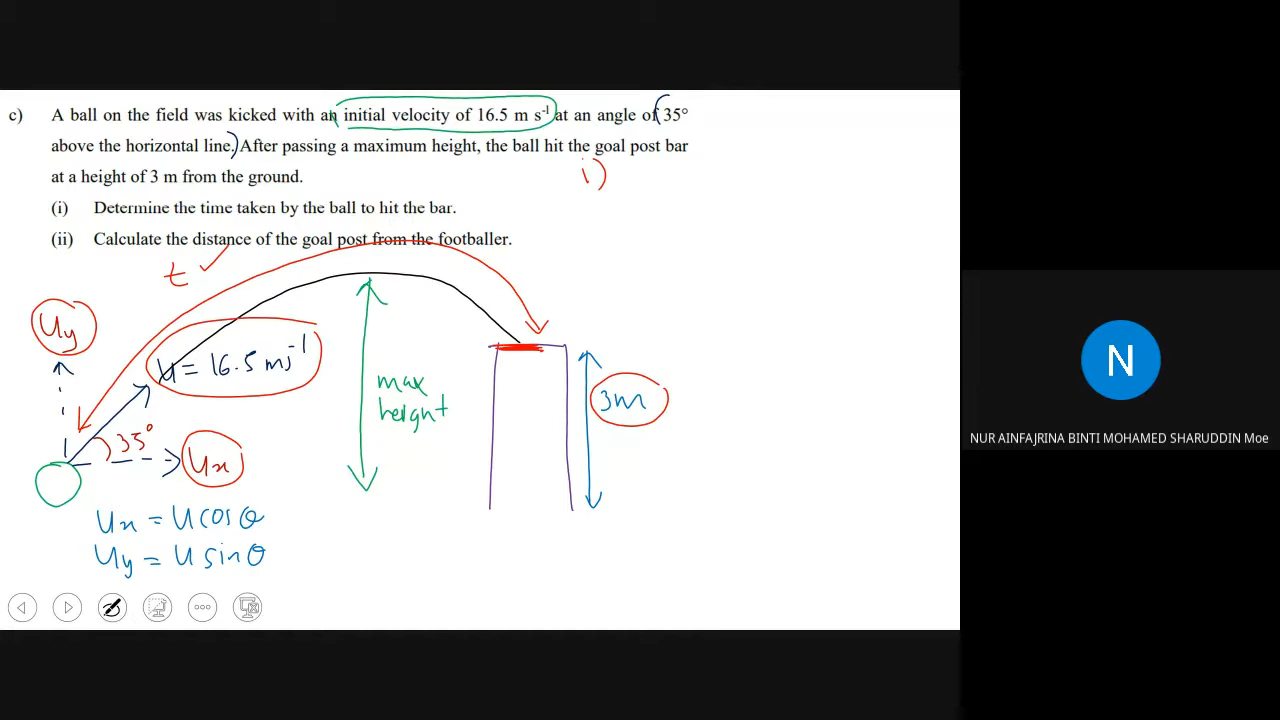 c) A ball on the field was kicked with an initial velocity of 16.5 m s⁻¹ at an angle of 35°
above the horizontal line. After passing a maximum height, the ball hit the goal post bar
at a height of 3 m from the ground.
i)
(i) Determine the time taken by the ball to hit the bar.
(ii) Calculate the distance of the goal post from the footballer.
t ✓
Uy
u = 16.5 ms⁻¹
max
height
3m
35°
Ux
Ux = U cos θ
Uy = U sin θ
N
NUR AINFAJRINA BINTI MOHAMED SHARUDDIN Moe